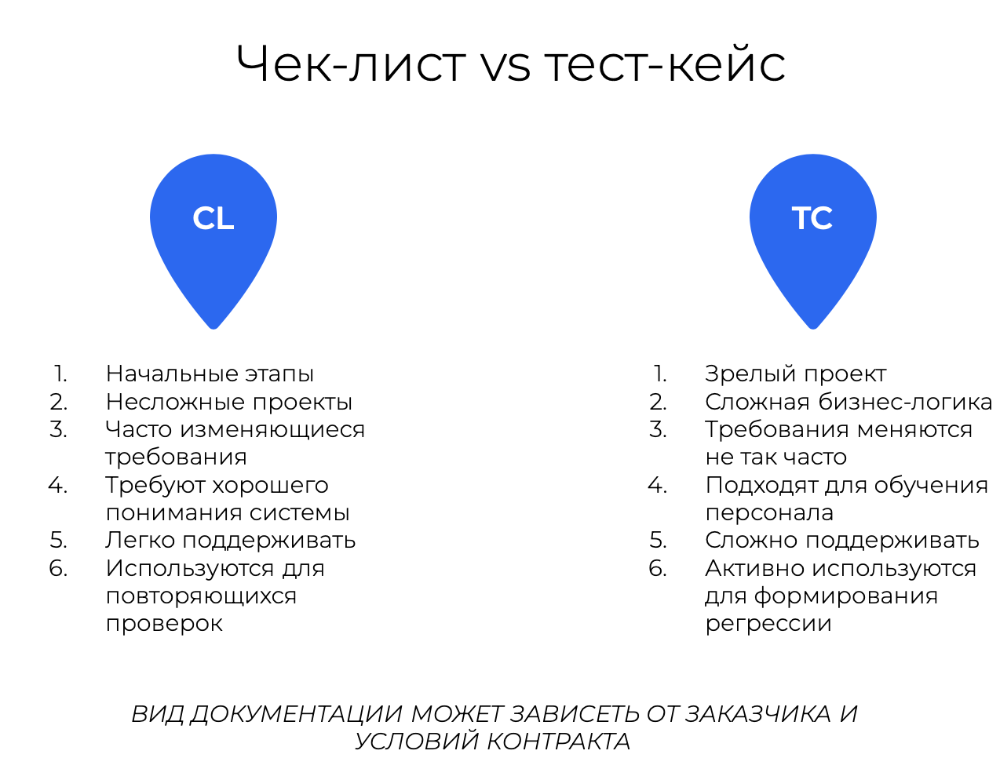 Чек-лист vs тест-кейс
CL
1. Начальные этапы
2. Несложные проекты
3. Часто изменяющиеся
требования
4. Требуют хорошего
понимания системы
5. Легко поддерживать
6. Используются для
повторяющихся
проверок
TC
1. Зрелый проект
2. Сложная бизнес-логика
3. Требования меняются
не так часто
4. Подходят для обучения
персонала
5. Сложно поддерживать
6. Активно используются
для формирования
регрессии
ВИД ДОКУМЕНТАЦИИ МОЖЕТ ЗАВИСЕТЬ ОТ ЗАКАЗЧИКА И
УСЛОВИЙ КОНТРАКТА